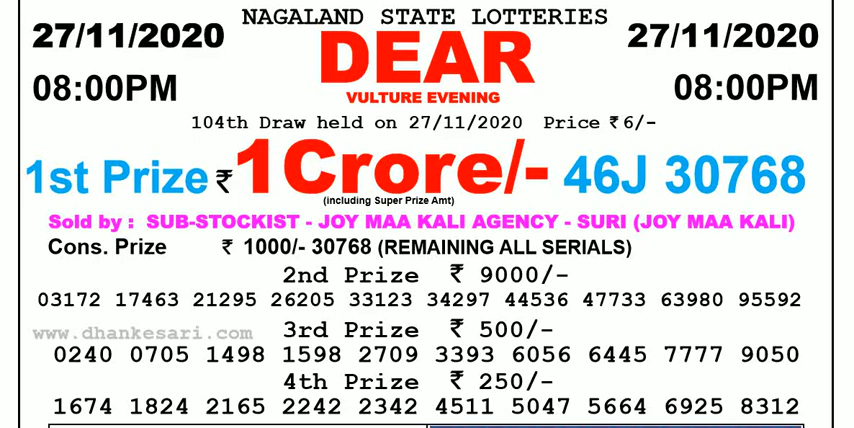 NAGALAND STATE LOTTERIES
27/11/2020 DEAR 27/11/2020
08:00PM VULTURE EVENING 08:00PM
104th Draw held on 27/11/2020 Price ₹ 6/-
1st Prize ₹ 1Crore/- 46J 30768
(including Super Prize Amt)
Sold by : SUB-STOCKIST - JOY MAA KALI AGENCY - SURI (JOY MAA KALI)
Cons. Prize ₹ 1000/- 30768 (REMAINING ALL SERIALS)
2nd Prize ₹ 9000/-
03172 17463 21295 26205 33123 34297 44536 47733 63980 95592
www.dhankesari.com 3rd Prize ₹ 500/-
0240 0705 1498 1598 2709 3393 6056 6445 7777 9050
4th Prize ₹ 250/-
1674 1824 2165 2242 2342 4511 5047 5664 6925 8312